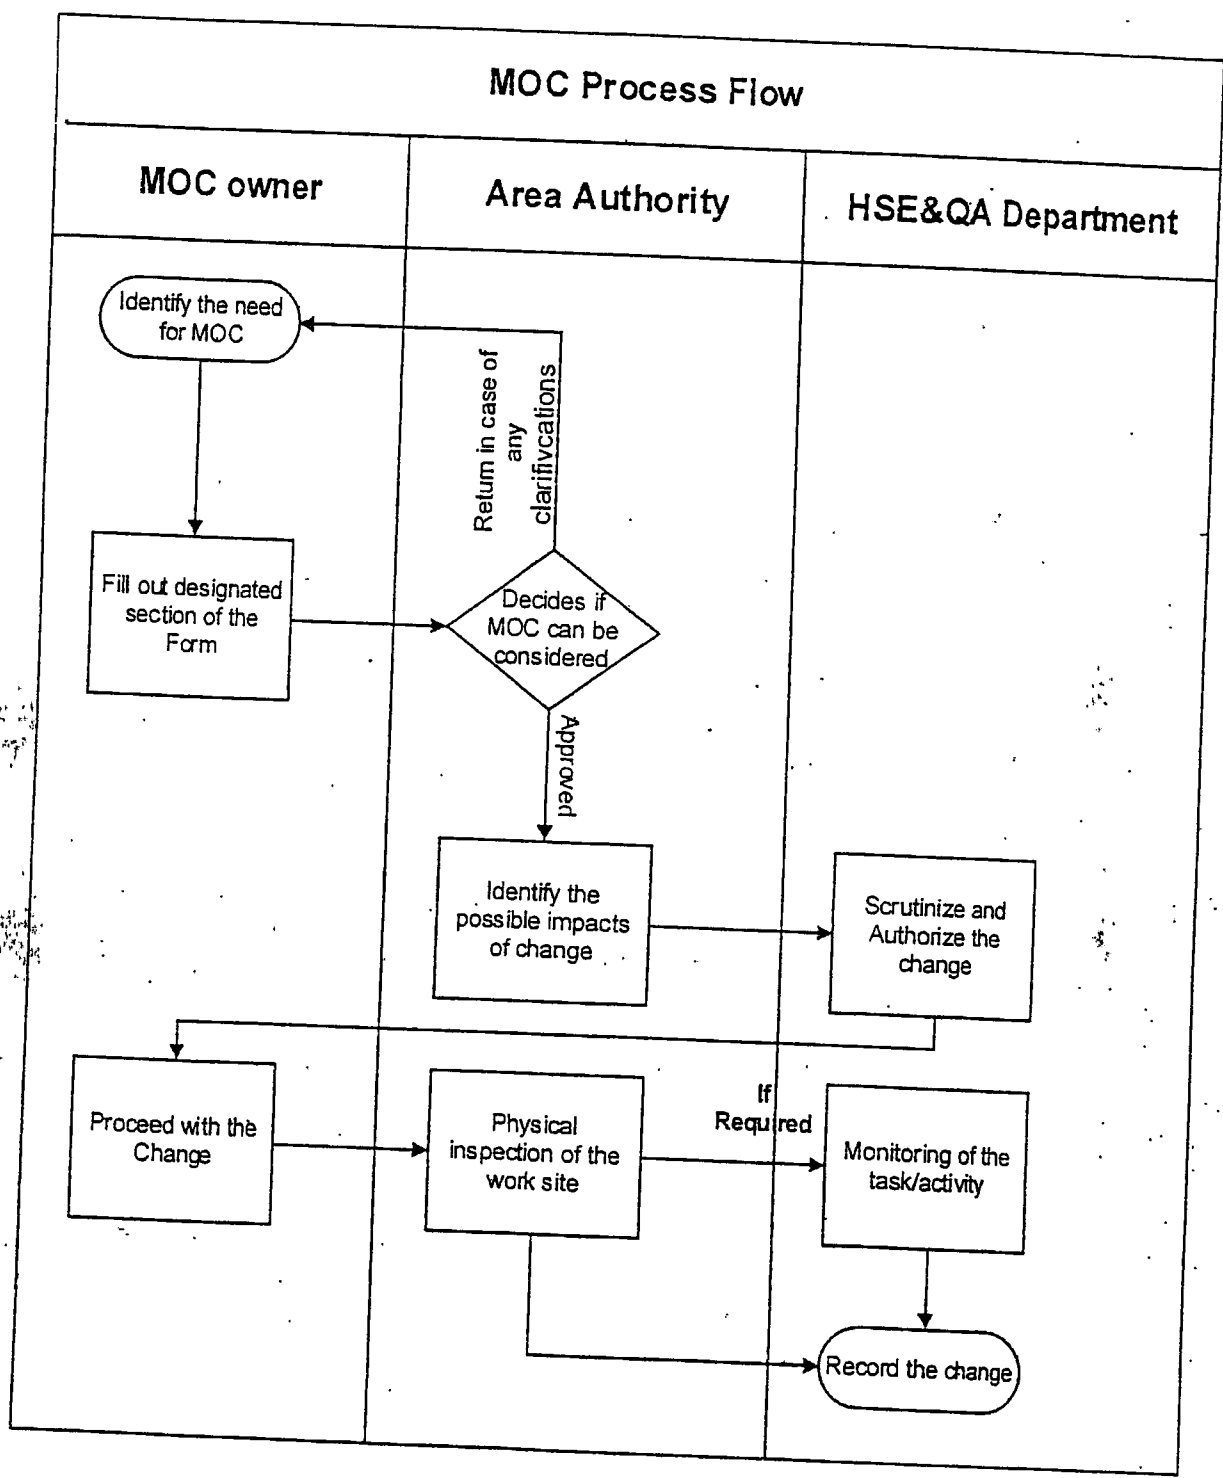 MOC Process Flow
MOC owner
Area Authority
HSE&QA Department
Identify the need
for MOC
Return in case of
any
clarifivcations
Fill out designated
section of the
Form
Decides if
MOC can be
considered
Approved
Identify the
possible impacts
of change
Scrutinize and
Authorize the
change
Proceed with the
Change
Physical
inspection of the
work site
If
Required
Monitoring of the
task/activity
Record the change